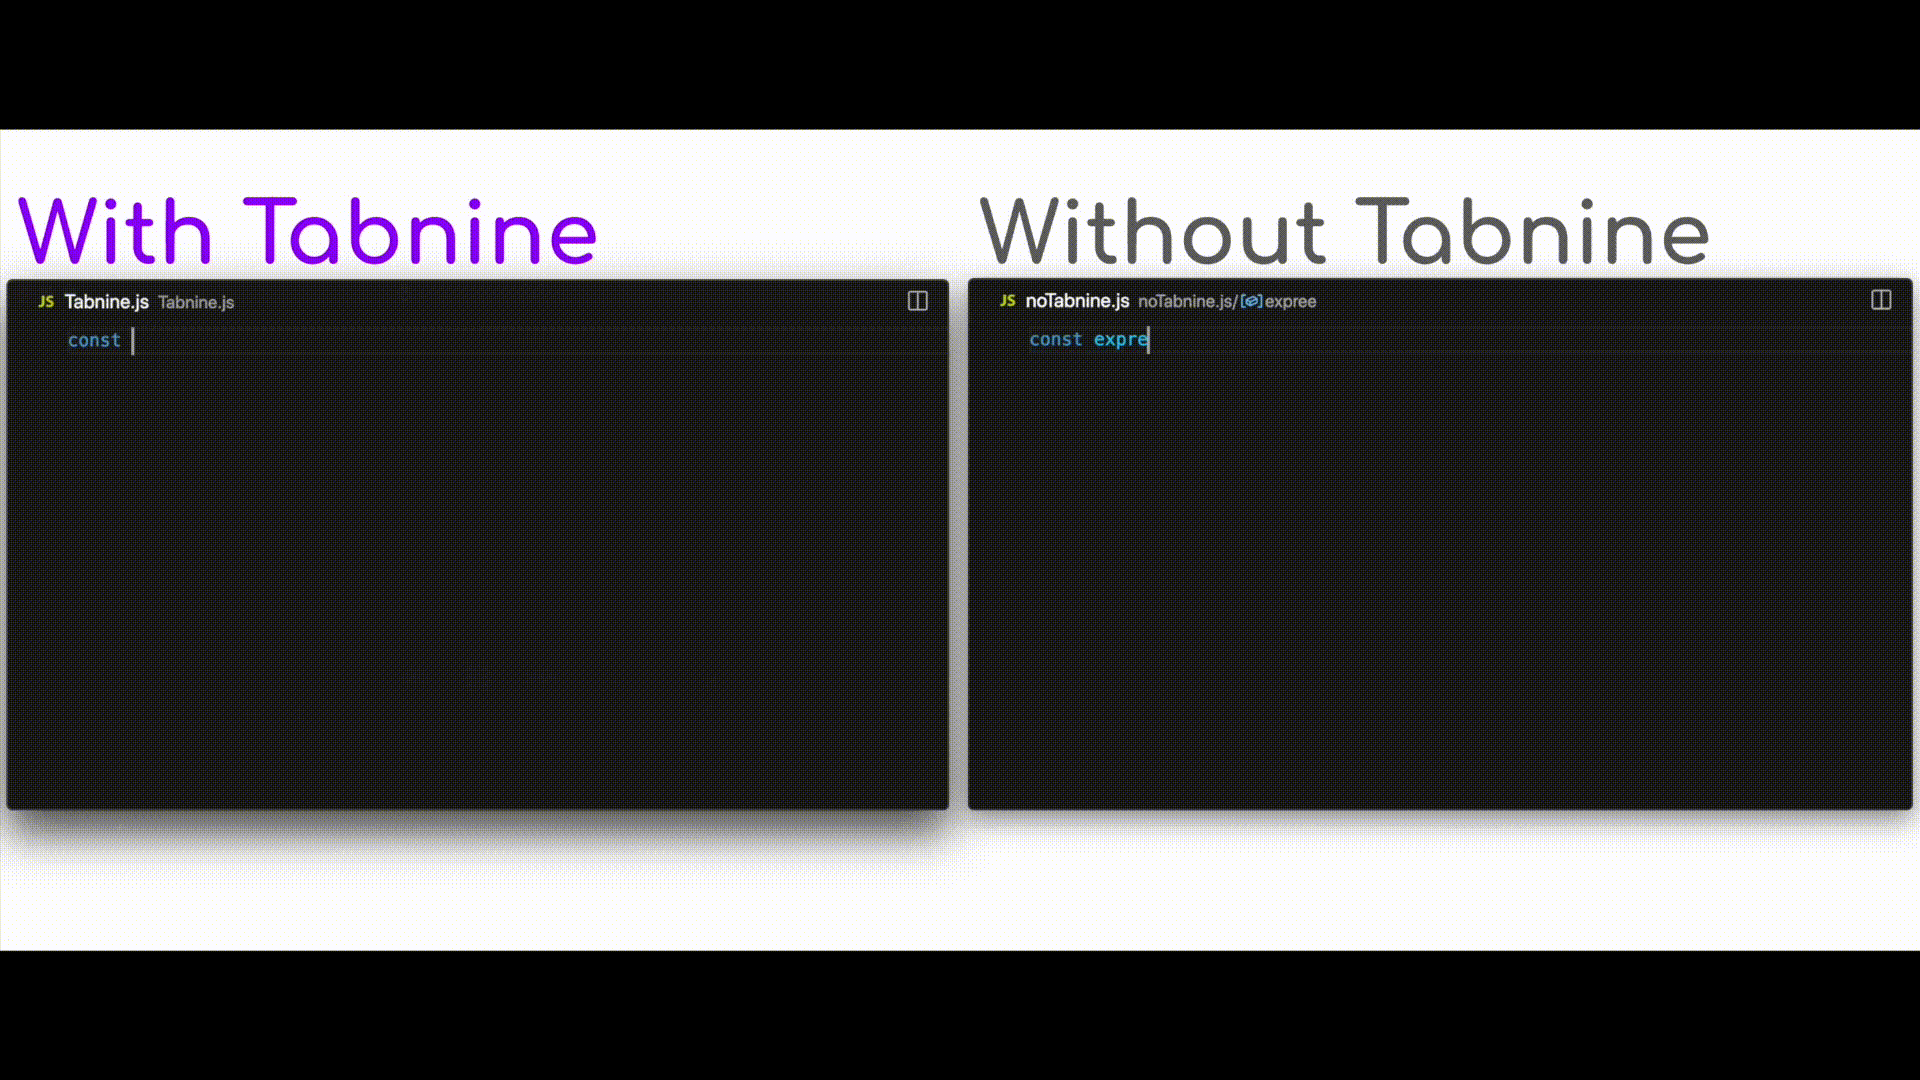 With Tabnine
JS Tabnine.js Tabnine.js
const
Without Tabnine
JS noTabnine.js noTabnine.js/expree
const expre